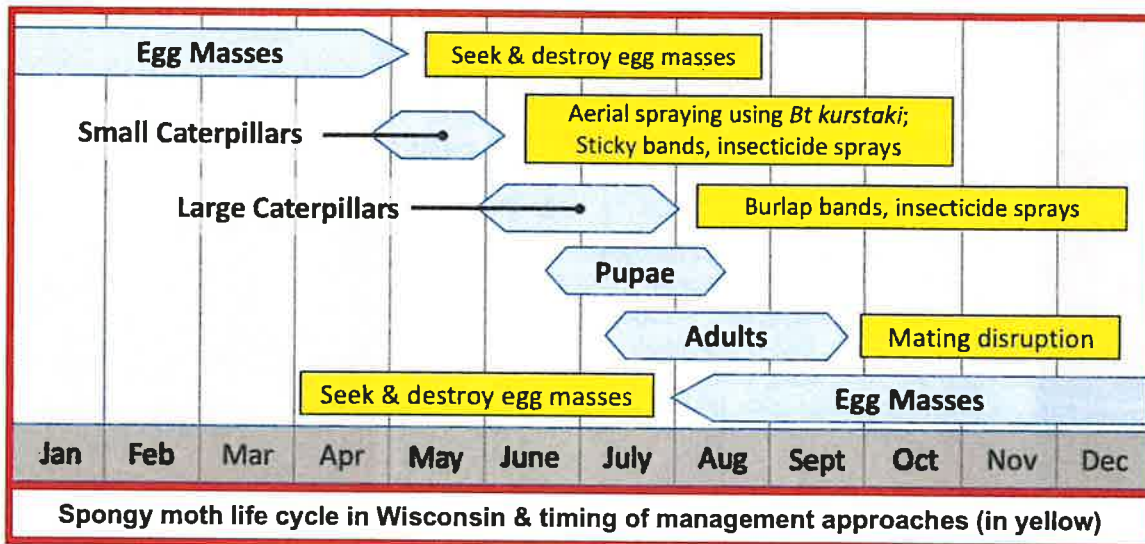 Egg Masses
Seek & destroy egg masses
Small Caterpillars
Aerial spraying using Bt kurstaki;
Sticky bands, insecticide sprays
Large Caterpillars
Burlap bands, insecticide sprays
Pupae
Adults
Mating disruption
Seek & destroy egg masses
Egg Masses
Jan Feb Mar Apr May June July Aug Sept Oct Nov Dec
Spongy moth life cycle in Wisconsin & timing of management approaches (in yellow)